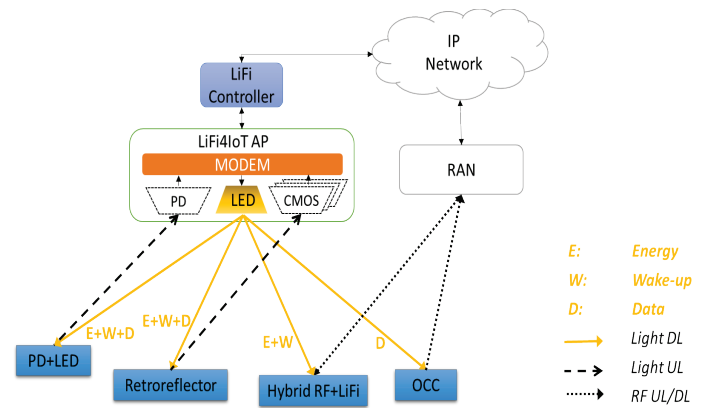 IP
Network
LiFi
Controller
LiFi4IoT AP
MODEM
RAN
PD
LED
CMOS
E: Energy
W: Wake-up
D: Data
E+W+D
E+W+D
E+W
D
Light DL
Light UL
RF UL/DL
PD+LED
Retroreflector
Hybrid RF+LiFi
OCC